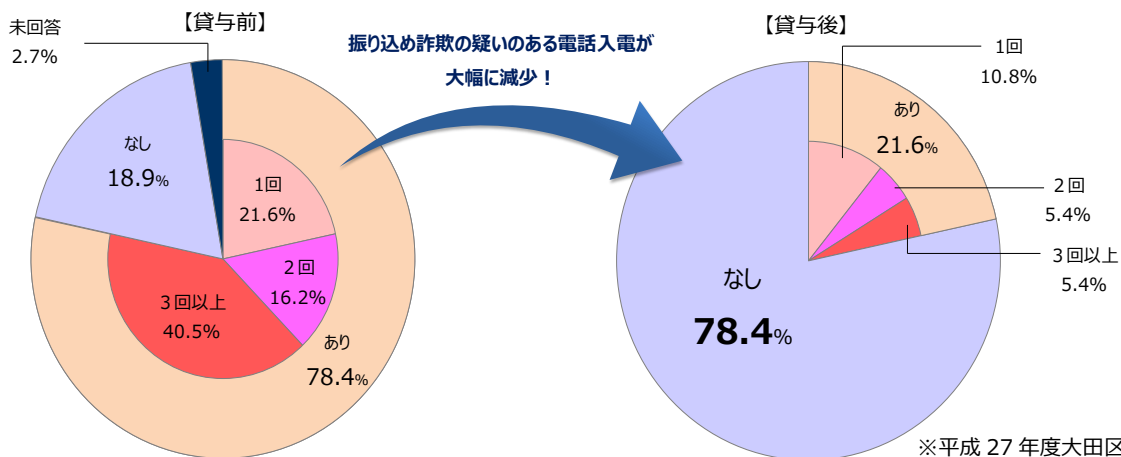 【貸与前】
未回答
2.7%
なし
18.9%
1回
21.6%
2回
16.2%
3回以上
40.5%
あり
78.4%
振り込め詐欺の疑いのある電話入電が
大幅に減少！
【貸与後】
1回
10.8%
あり
21.6%
2回
5.4%
3回以上
5.4%
なし
78.4%
※平成 27 年度大田区